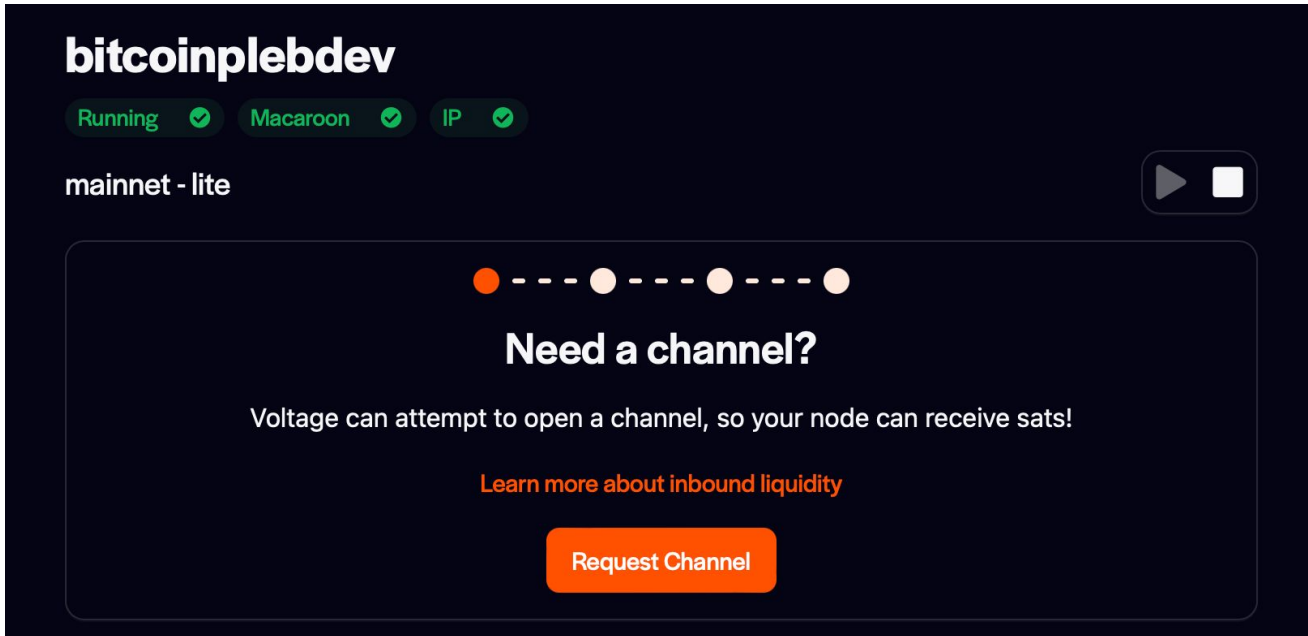 bitcoinplebdev
Running Macaroon IP
mainnet - lite
Need a channel?
Voltage can attempt to open a channel, so your node can receive sats!
Learn more about inbound liquidity
Request Channel